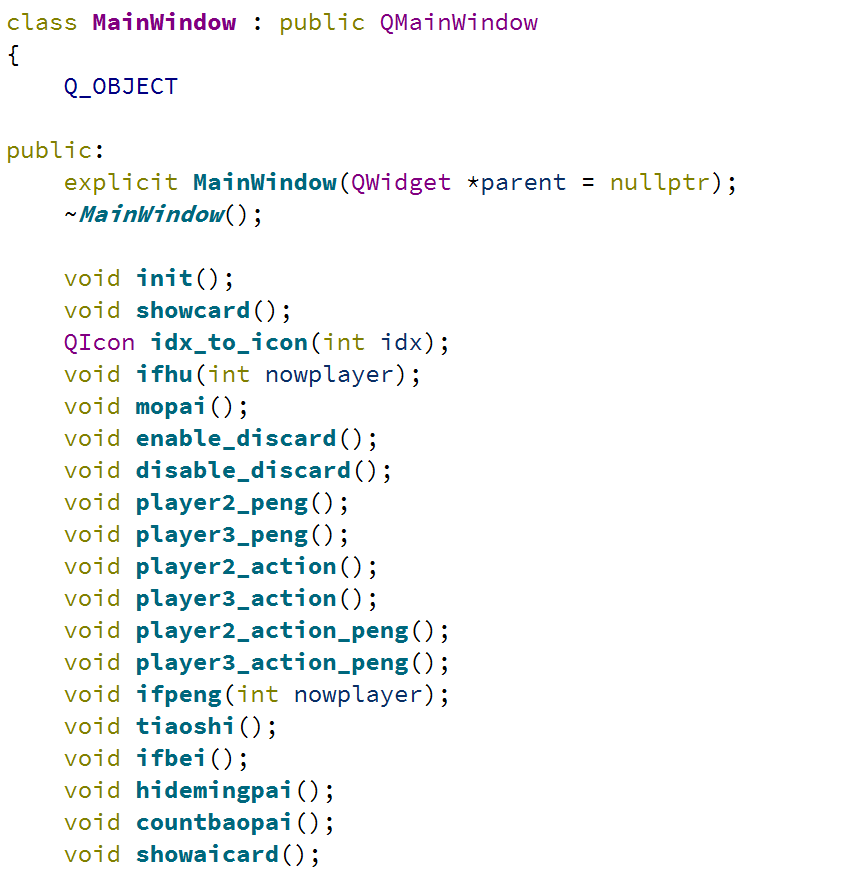 class MainWindow : public QMainWindow
{
    Q_OBJECT

public:
    explicit MainWindow(QWidget *parent = nullptr);
    ~MainWindow();

    void init();
    void showcard();
    QIcon idx_to_icon(int idx);
    void ifhu(int nowplayer);
    void mopai();
    void enable_discard();
    void disable_discard();
    void player2_peng();
    void player3_peng();
    void player2_action();
    void player3_action();
    void player2_action_peng();
    void player3_action_peng();
    void ifpeng(int nowplayer);
    void tiaoshi();
    void ifbei();
    void hidemingpai();
    void countbaopai();
    void showaicard();